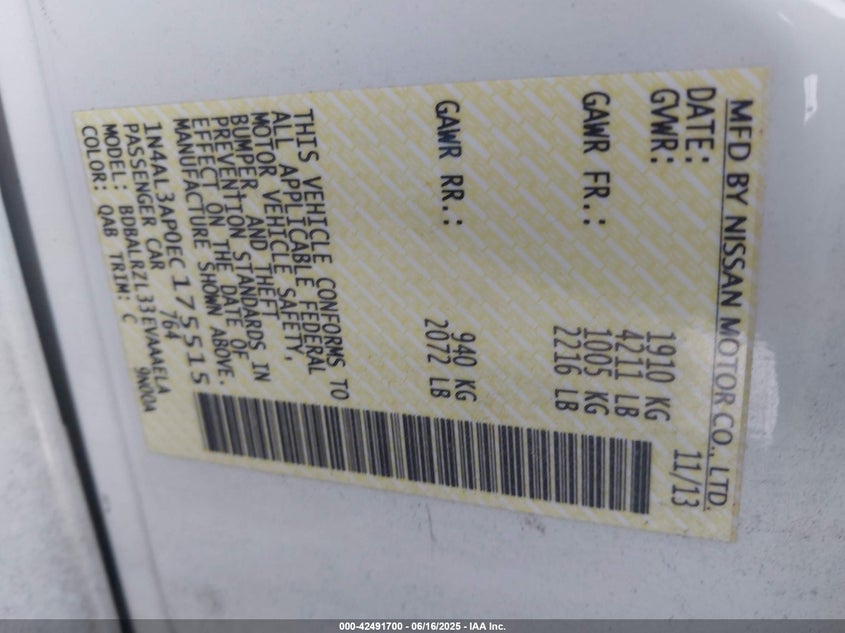 MFD BY NISSAN MOTOR CO., LTD.
DATE: 11/13
GVWR: 1910 KG
4211 LB
GAWR FR.: 1005 KG
2216 LB
GAWR RR.: 940 KG
2072 LB
THIS VEHICLE CONFORMS TO
ALL APPLICABLE FEDERAL
MOTOR VEHICLE SAFETY,
BUMPER, AND THEFT
PREVENTION STANDARDS IN
EFFECT ON THE DATE OF
MANUFACTURE SHOWN ABOVE.
1N4AL3AP0EC175515
PASSENGER CAR 764
MODEL: BDBALRZL33EVAAAELA
COLOR: QAB TRIM: C 9N00A
000-42491700 - 06/16/2025 - IAA Inc.